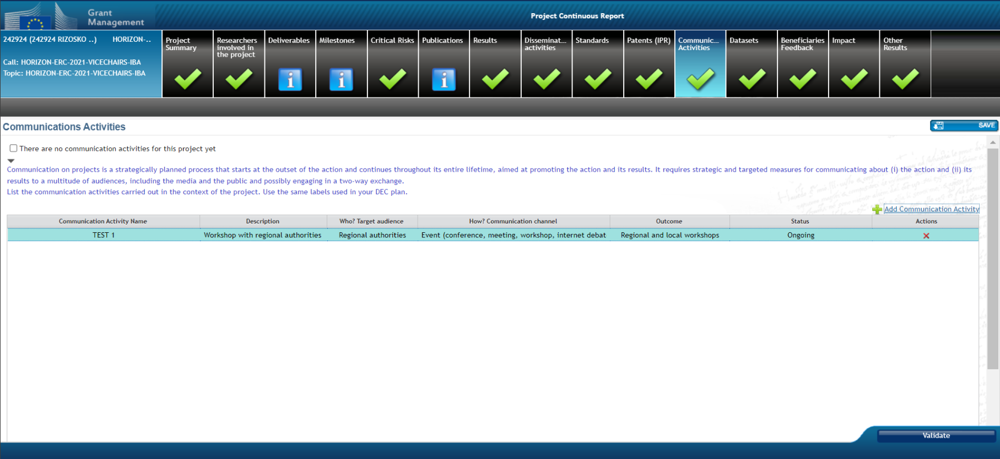 Grant
Management
Project Continuous Report
242924 (242924 RIZOSKO ..) HORIZON-..
Call: HORIZON-ERC-2021-VICECHAIRS-IBA
Topic: HORIZON-ERC-2021-VICECHAIRS-IBA
Project
Summary
Researchers
involved in
the project
Deliverables
Milestones
Critical Risks
Publications
Results
Disseminat...
activities
Standards
Patents (IPR)
Communic...
Activities
Datasets
Beneficiaries
Feedback
Impact
Other
Results
Communications Activities
SAVE
There are no communication activities for this project yet
Communication on projects is a strategically planned process that starts at the outset of the action and continues throughout its entire lifetime, aimed at promoting the action and its results. It requires strategic and targeted measures for communicating about (i) the action and (ii) its
results to a multitude of audiences, including the media and the public and possibly engaging in a two-way exchange.
List the communication activities carried out in the context of the project. Use the same labels used in your DEC plan.
Add Communication Activity
Communication Activity Name Description Who? Target audience How? Communication channel Outcome Status Actions
TEST 1 Workshop with regional authorities Regional authorities Event (conference, meeting, workshop, internet debat Regional and local workshops Ongoing
Validate